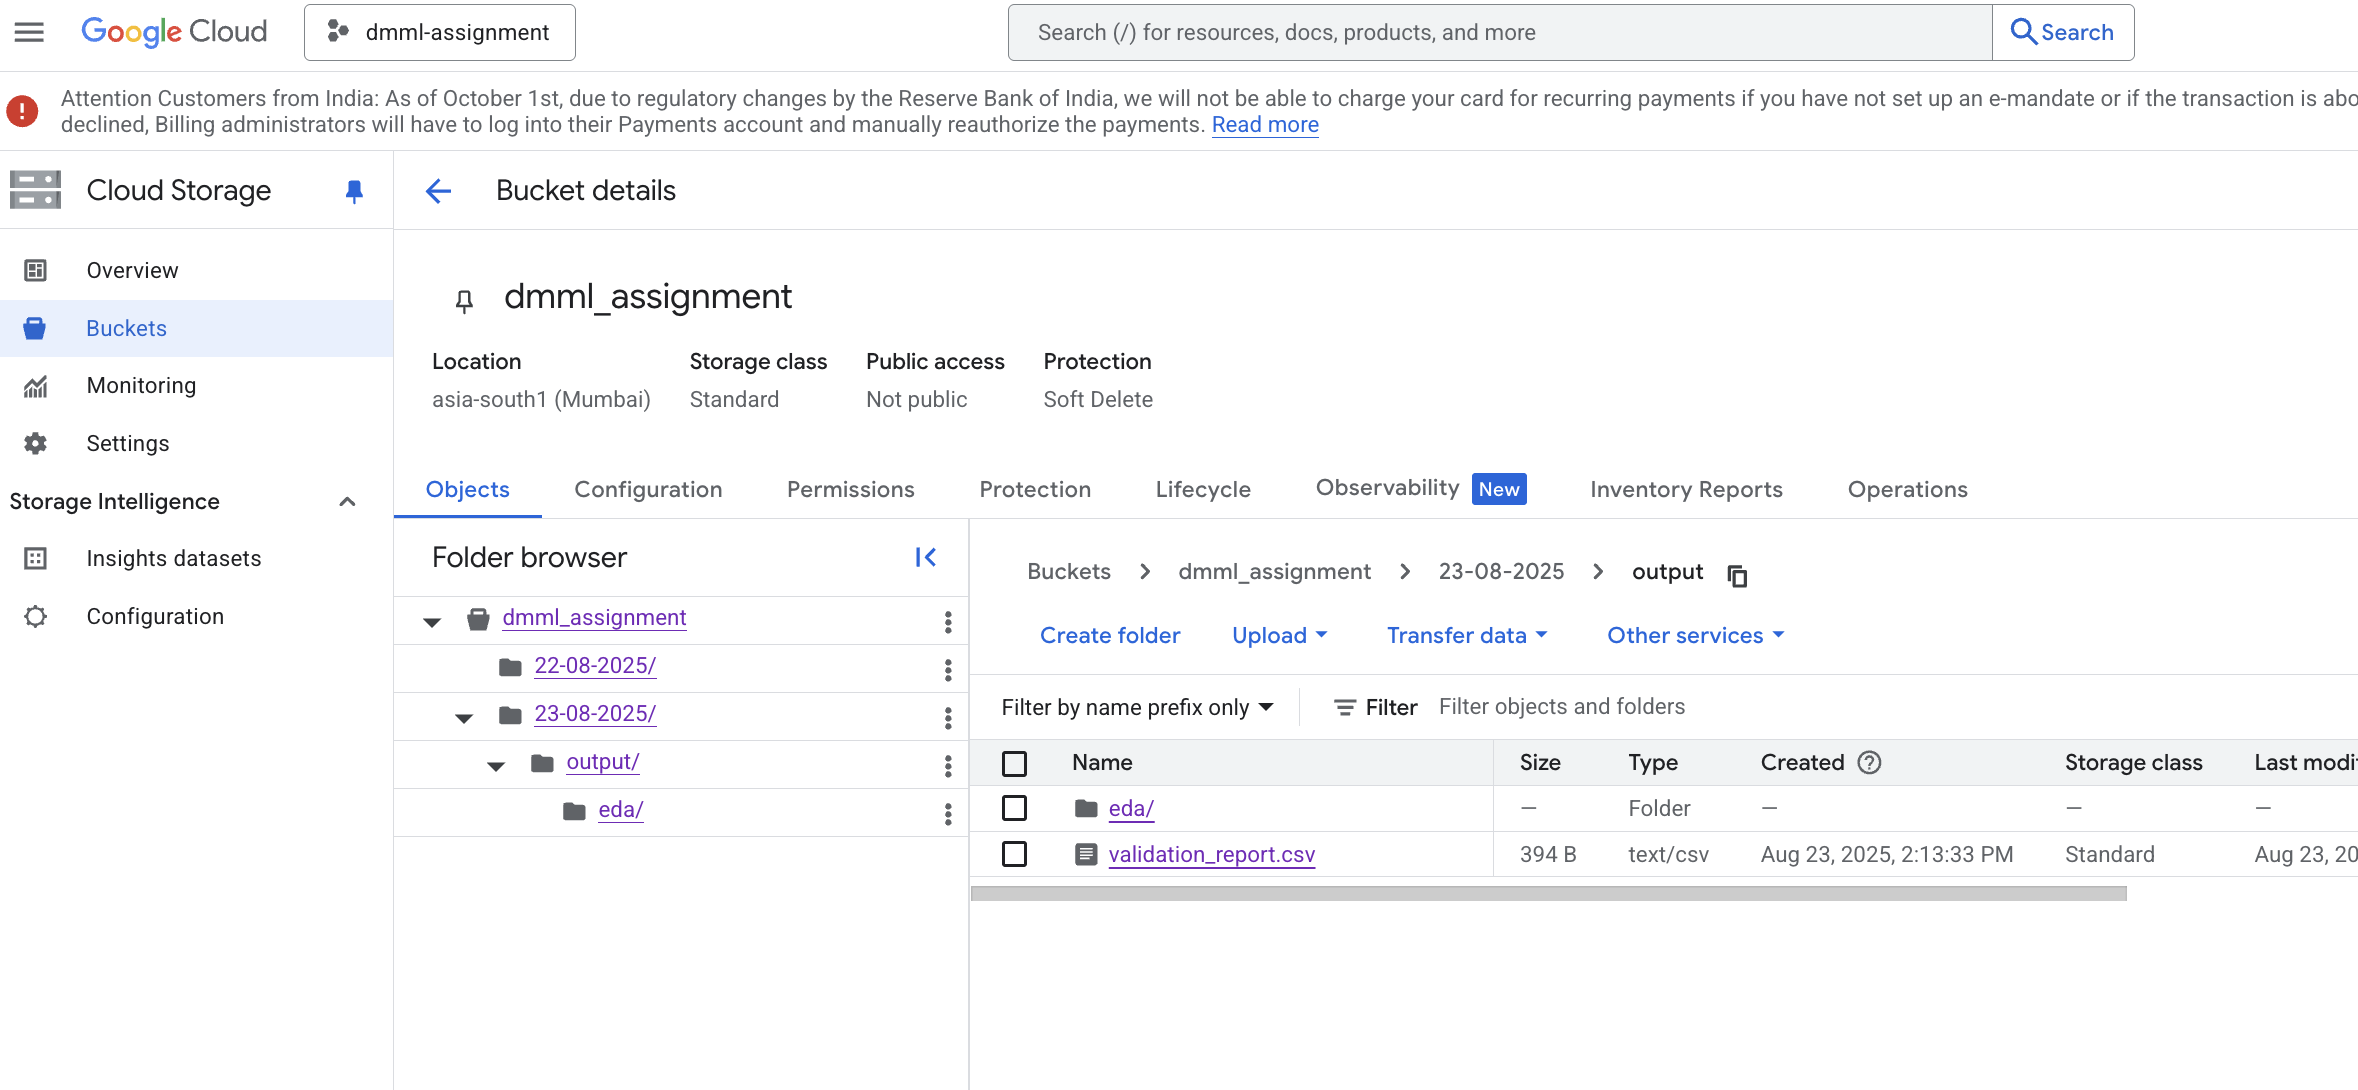 Google Cloud
dmml-assignment
Search (/) for resources, docs, products, and more
Search
Attention Customers from India: As of October 1st, due to regulatory changes by the Reserve Bank of India, we will not be able to charge your card for recurring payments if you have not set up an e-mandate or if the transaction is
declined, Billing administrators will have to log into their Payments account and manually reauthorize the payments. Read more
Cloud Storage
Overview
Buckets
Monitoring
Settings
Storage Intelligence
Insights datasets
Configuration
Bucket details
dmml_assignment
Location Storage class Public access Protection
asia-south1 (Mumbai) Standard Not public Soft Delete
Objects Configuration Permissions Protection Lifecycle Observability New Inventory Reports Operations
Folder browser
dmml_assignment
22-08-2025/
23-08-2025/
output/
eda/
Buckets > dmml_assignment > 23-08-2025 > output
Create folder Upload Transfer data Other services
Filter by name prefix only Filter Filter objects and folders
Name Size Type Created Storage class Last modi
eda/ — Folder — — —
validation_report.csv 394 B text/csv Aug 23, 2025, 2:13:33 PM Standard Aug 23, 20